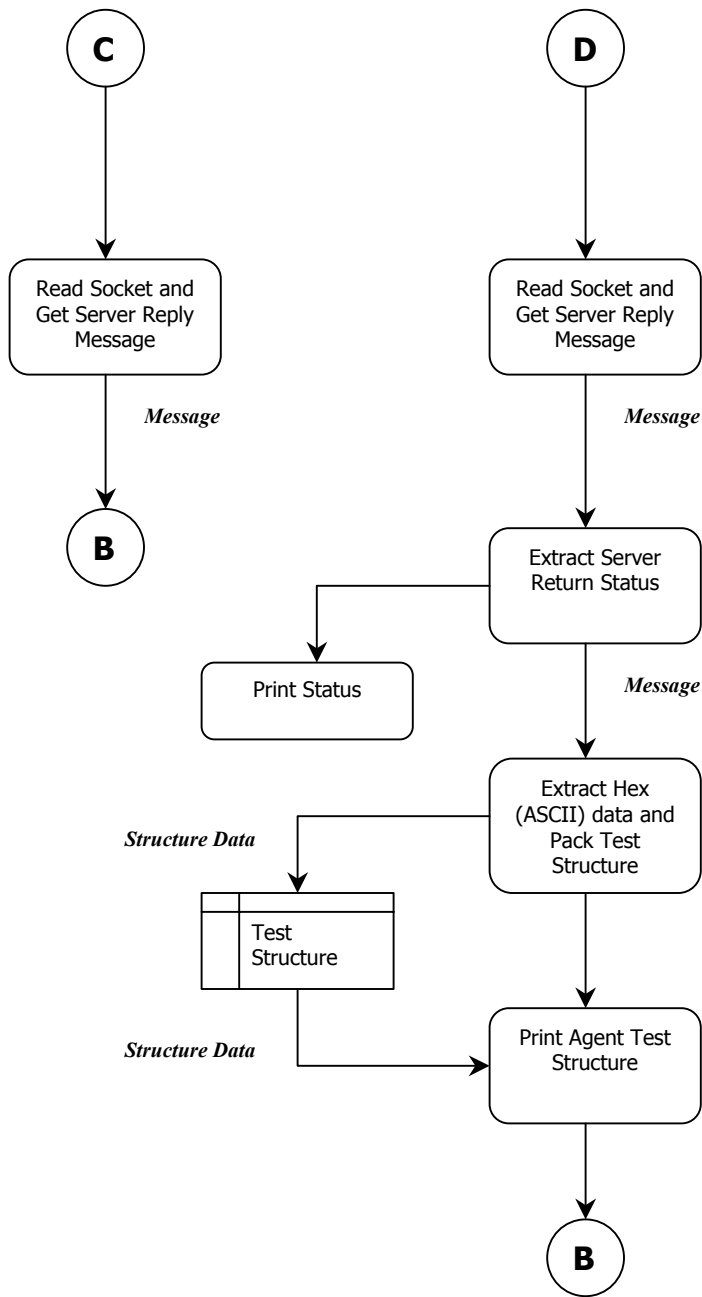 C
D
Read Socket and
Get Server Reply
Message
Read Socket and
Get Server Reply
Message
Message
Message
B
Extract Server
Return Status
Print Status
Message
Extract Hex
(ASCII) data and
Pack Test
Structure
Structure Data
Test
Structure
Structure Data
Print Agent Test
Structure
B